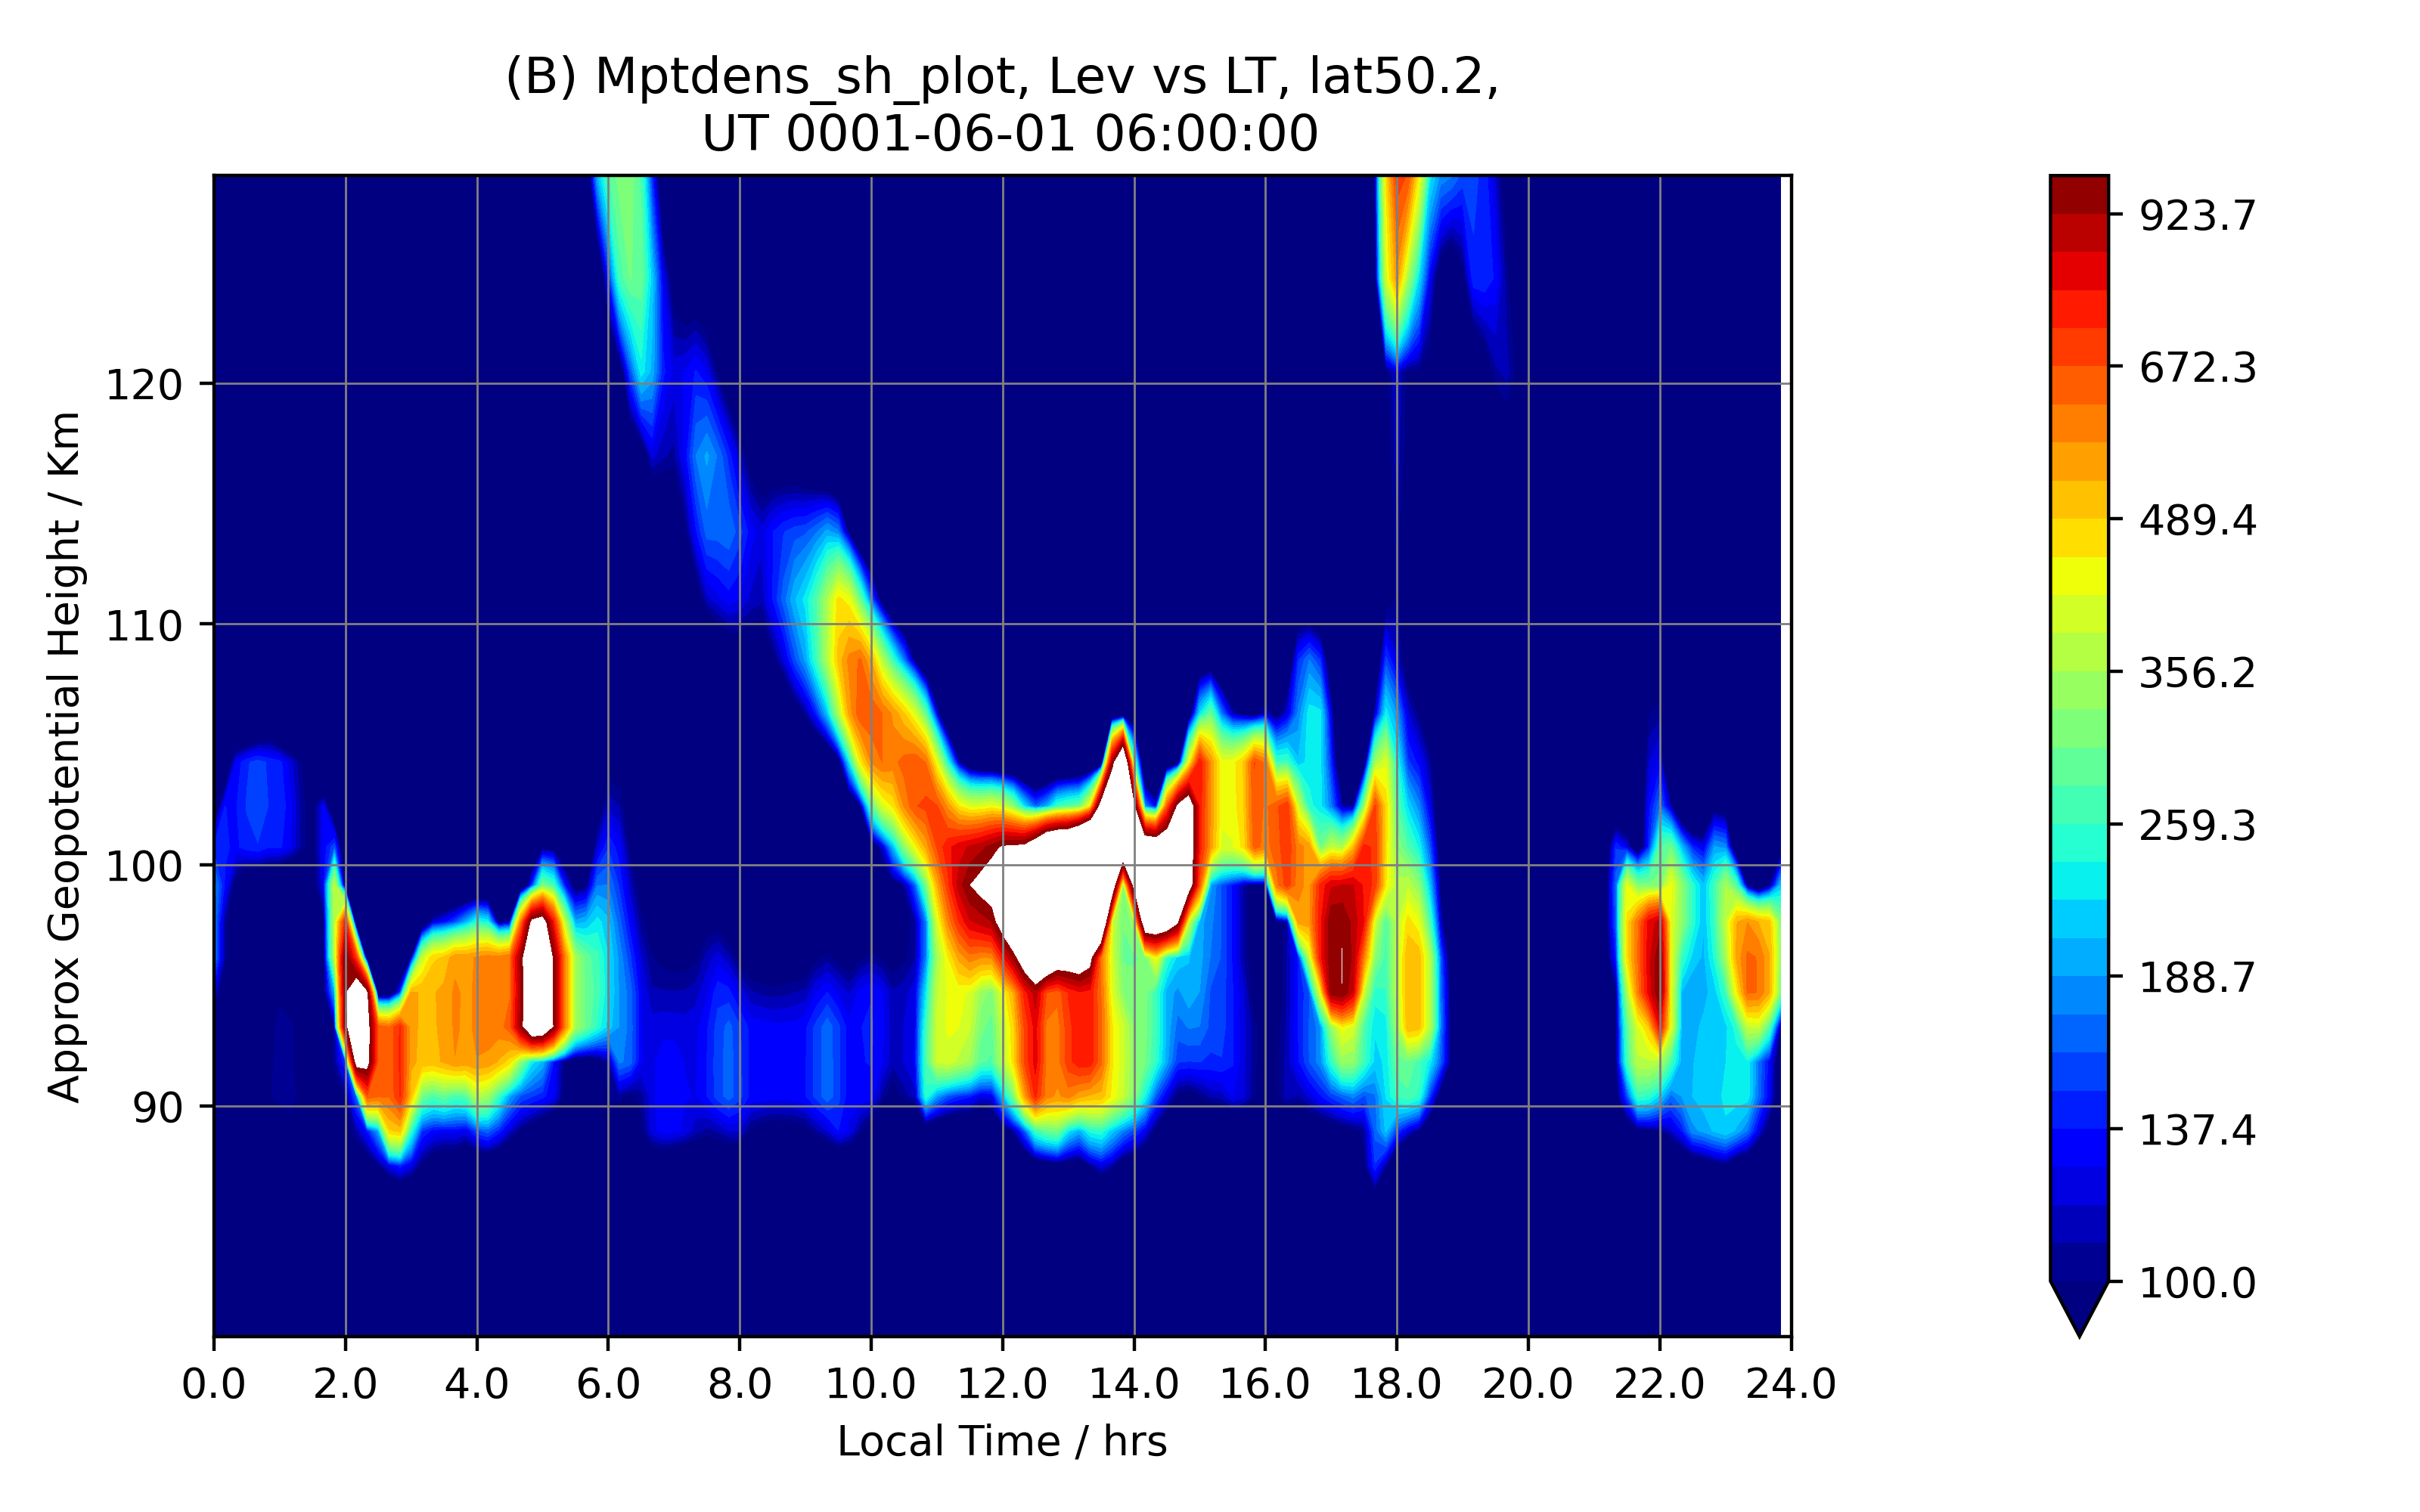 (B) Mptdens_sh_plot, Lev vs LT, lat50.2,
UT 0001-06-01 06:00:00
Approx Geopotential Height / Km
120
110
100
90
0.0 2.0 4.0 6.0 8.0 10.0 12.0 14.0 16.0 18.0 20.0 22.0 24.0
Local Time / hrs
923.7
672.3
489.4
356.2
259.3
188.7
137.4
100.0